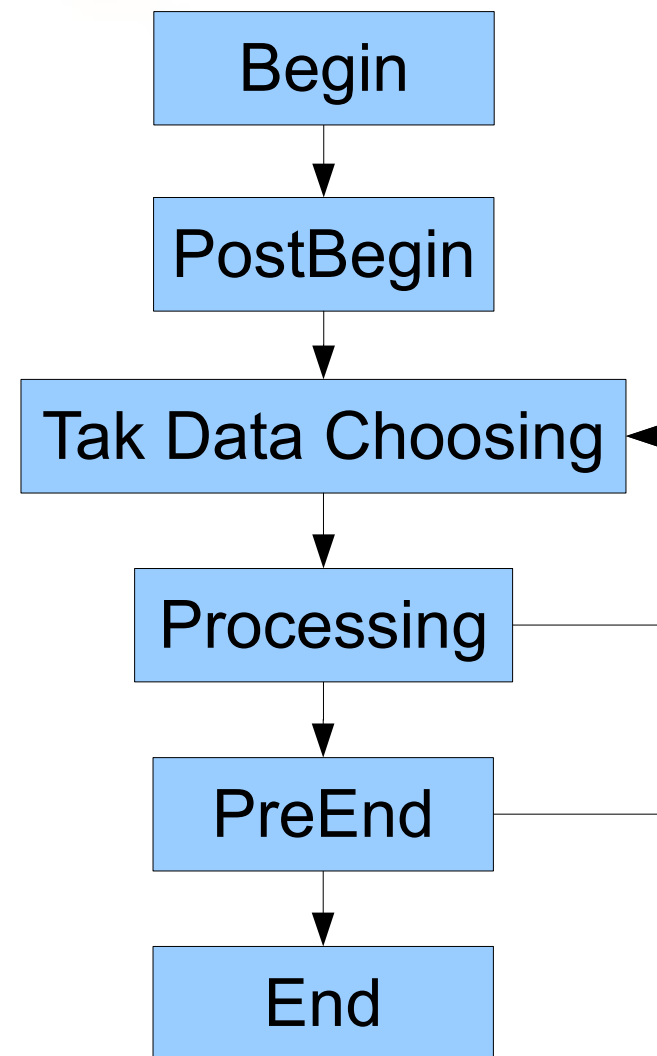 Begin
PostBegin
Tak Data Choosing
Processing
PreEnd
End